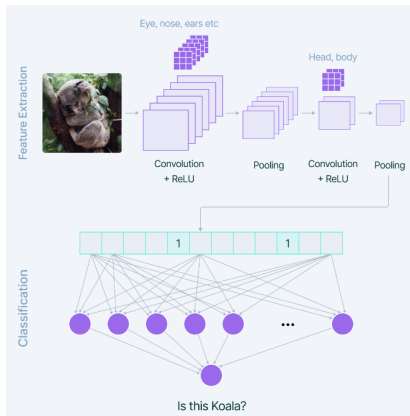 Eye, nose, ears etc
Head, body
Feature Extraction
Convolution
+ ReLU
Pooling
Convolution
+ ReLU
Pooling
1
1
Classification
...
Is this Koala?